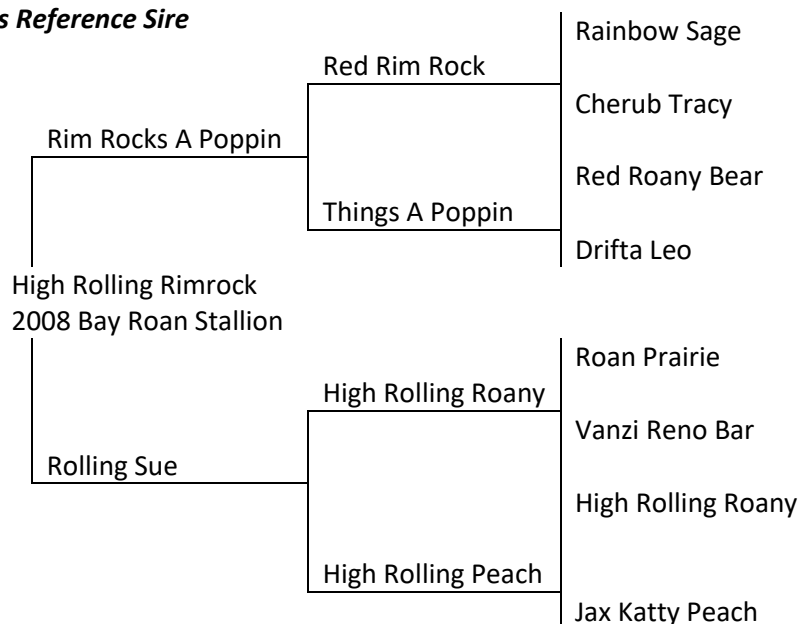 s Reference Sire
Rainbow Sage
Red Rim Rock
Cherub Tracy
Rim Rocks A Poppin
Red Roany Bear
Things A Poppin
Drifta Leo
High Rolling Rimrock
2008 Bay Roan Stallion
Roan Prairie
High Rolling Roany
Vanzi Reno Bar
Rolling Sue
High Rolling Roany
High Rolling Peach
Jax Katty Peach